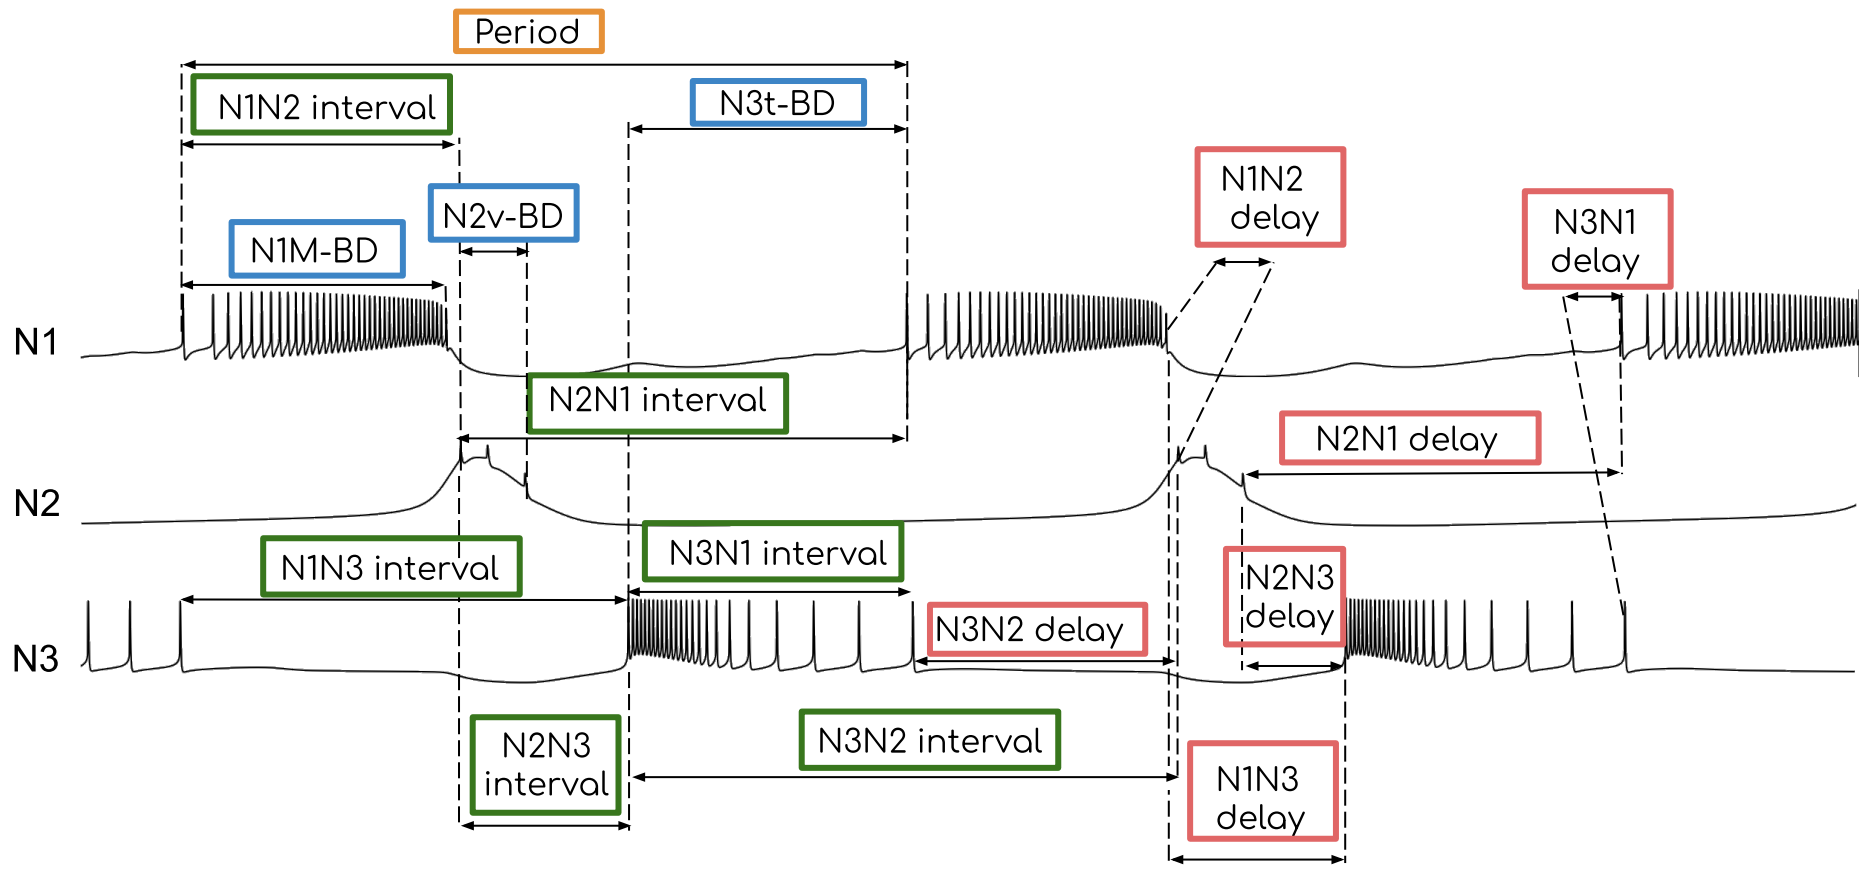 Period
N1N2 interval
N3t-BD
N1N2
delay
N2v-BD
N3N1
delay
N1M-BD
N1
N2N1 interval
N2N1 delay
N2
N3N1 interval
N1N3 interval
N2N3
delay
N3N2 delay
N3
N2N3
interval
N3N2 interval
N1N3
delay